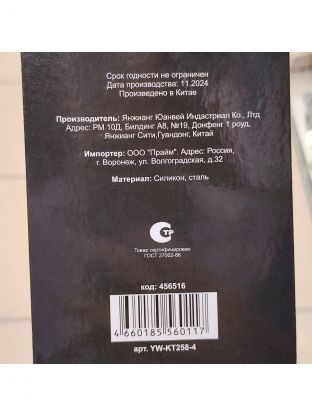 Срок годности не ограничен
Дата производства: 11.2024
Произведено в Китае
Производитель: Янжианг Юанвей Индастриал Ко., Лтд
Адрес: РМ 10Д, Билдинг А8, №19, Донфенг 1 роуд,
Янжианг Сити,Гуандонг, Китай
Импортер: ООО "Прайм". Адрес: Россия,
г. Воронеж, ул. Волгоградская, д.32
Материал: Силикон, сталь
СТР
Товар сертифицирован
ГОСТ 27002-86
код: 456516
4 660185 560117
арт. YW-KT258-4